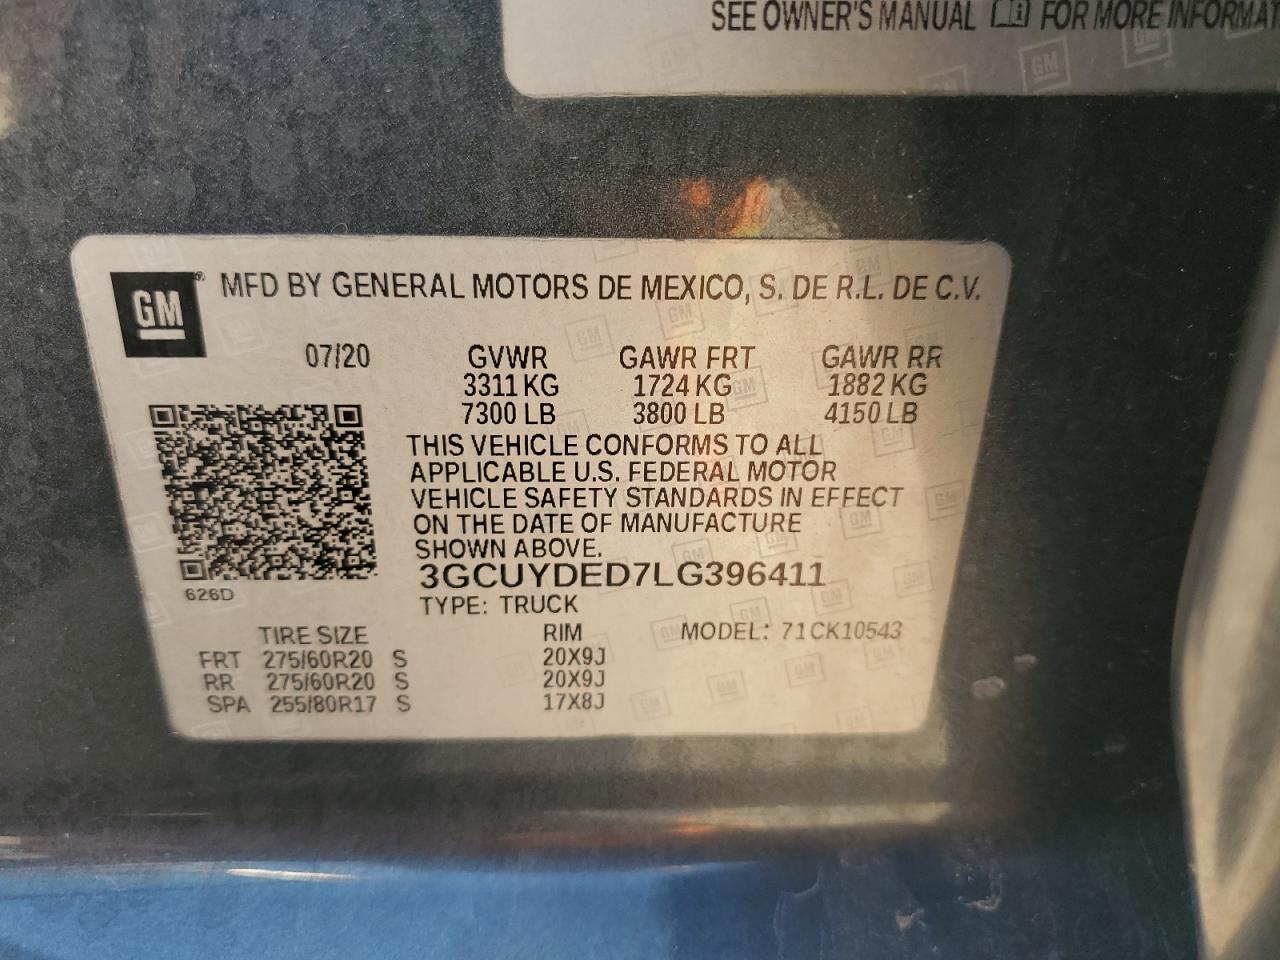 SEE OWNER'S MANUAL FOR MORE
GM
MFD BY GENERAL MOTORS DE MEXICO, S. DE R.L. DE C.V.
07/20 GVWR GAWR FRT GAWR RR
3311 KG 1724 KG 1882 KG
7300 LB 3800 LB 4150 LB
THIS VEHICLE CONFORMS TO ALL
APPLICABLE U.S. FEDERAL MOTOR
VEHICLE SAFETY STANDARDS IN EFFECT
ON THE DATE OF MANUFACTURE
SHOWN ABOVE.
3GCUYDED7LG396411
626D
TYPE: TRUCK
TIRE SIZE RIM MODEL: 71CK10543
FRT 275/60R20 S 20X9J
RR 275/60R20 S 20X9J
SPA 255/80R17 S 17X8J